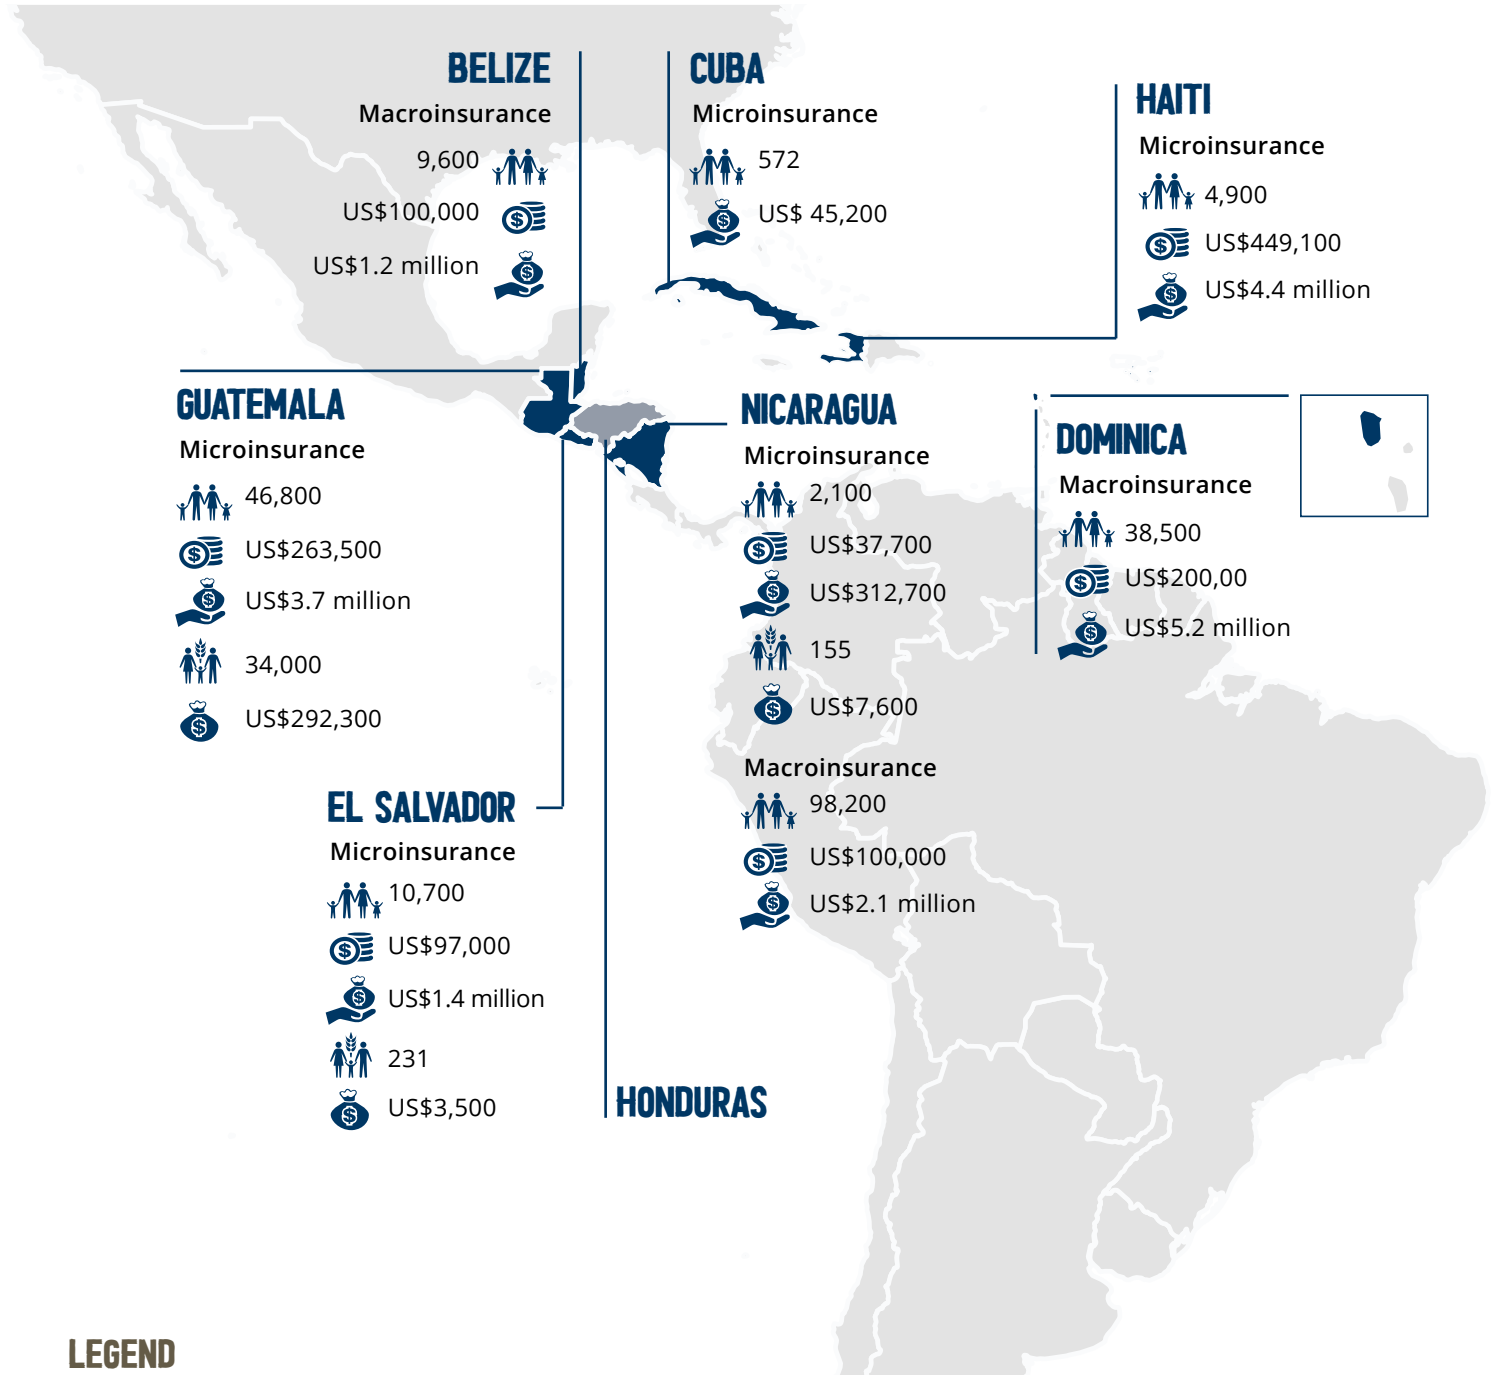 BELIZE
Macroinsurance
9,600
US$100,000
US$1.2 million
CUBA
Microinsurance
572
US$ 45,200
HAITI
Microinsurance
4,900
US$449,100
US$4.4 million
GUATEMALA
Microinsurance
46,800
US$263,500
US$3.7 million
34,000
US$292,300
NICARAGUA
Microinsurance
2,100
US$37,700
US$312,700
155
US$7,600
Macroinsurance
98,200
US$100,000
US$2.1 million
DOMINICA
Macroinsurance
38,500
US$200,00
US$5.2 million
EL SALVADOR
Microinsurance
10,700
US$97,000
US$1.4 million
231
US$3,500
HONDURAS
LEGEND